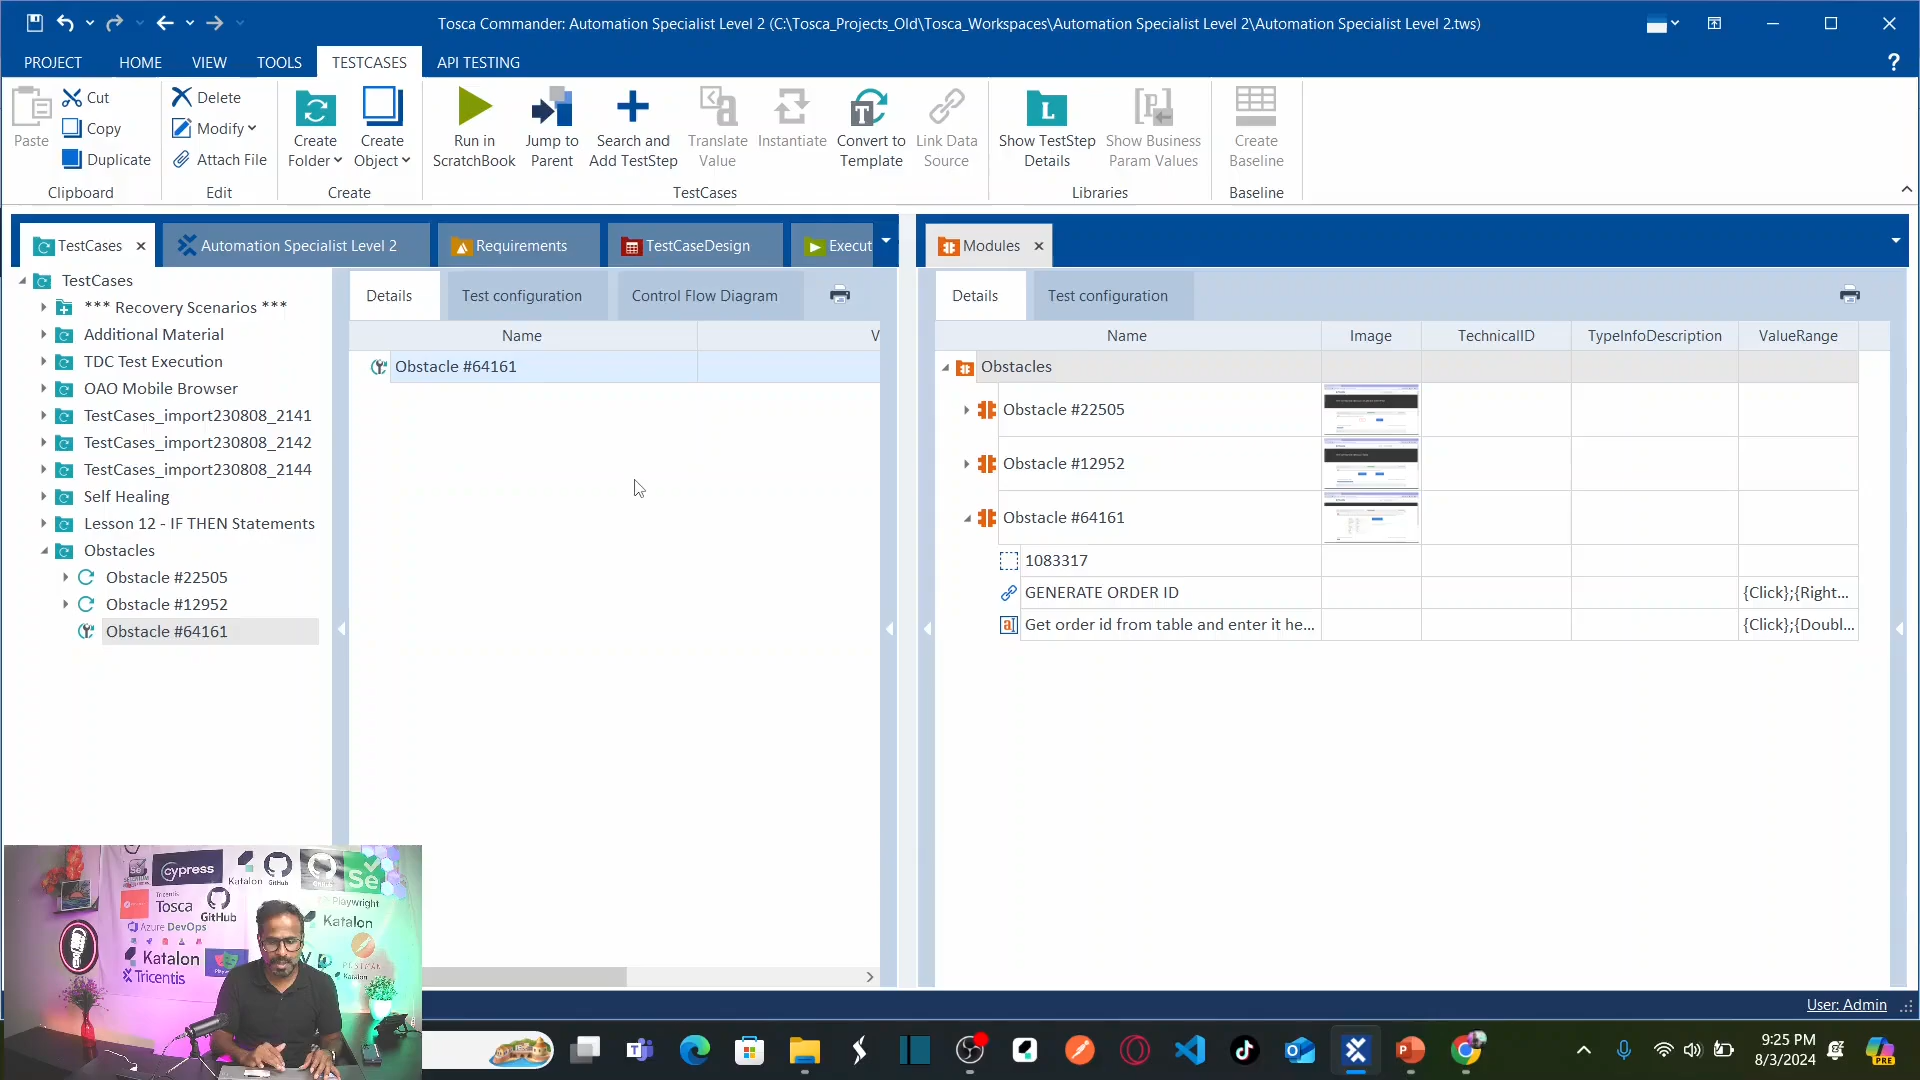 Tosca Commander: Automation Specialist Level 2 (C:\Tosca_Projects_Old\Tosca_Workspaces\Automation Specialist Level 2\Automation Specialist Level 2.tws)
PROJECT HOME VIEW TOOLS TESTCASES API TESTING
?
Paste
Cut
Copy
Duplicate
Clipboard
Delete
Modify
Attach File
Edit
Create Folder
Create Object
Create
Run in ScratchBook
Jump to Parent
Search and Add TestStep
Translate Value
Instantiate
Convert to Template
Link Data Source
TestCases
Show TestStep Details
Show Business Param Values
Libraries
Create Baseline
Baseline
TestCases
Automation Specialist Level 2
Requirements
TestCaseDesign
Execut
Modules
TestCases
*** Recovery Scenarios ***
Additional Material
TDC Test Execution
OAO Mobile Browser
TestCases_import230808_2141
TestCases_import230808_2142
TestCases_import230808_2144
Self Healing
Lesson 12 - IF THEN Statements
Obstacles
Obstacle #22505
Obstacle #12952
Obstacle #64161
Details Test configuration Control Flow Diagram
Name V
Obstacle #64161
Details Test configuration
Name Image TechnicalID TypeInfoDescription ValueRange
Obstacles
Obstacle #22505
Obstacle #12952
Obstacle #64161
1083317
GENERATE ORDER ID {Click};{Right...
Get order id from table and enter it he... {Click};{Doubl...
cypress
Katalon
GitHub
Se
Playwright
Tricentis
Tosca
GitHub
Katalon
Azure DevOps
Katalon
Tricentis
POSTMAN
Katalon
User: Admin
9:25 PM
8/3/2024
PRE